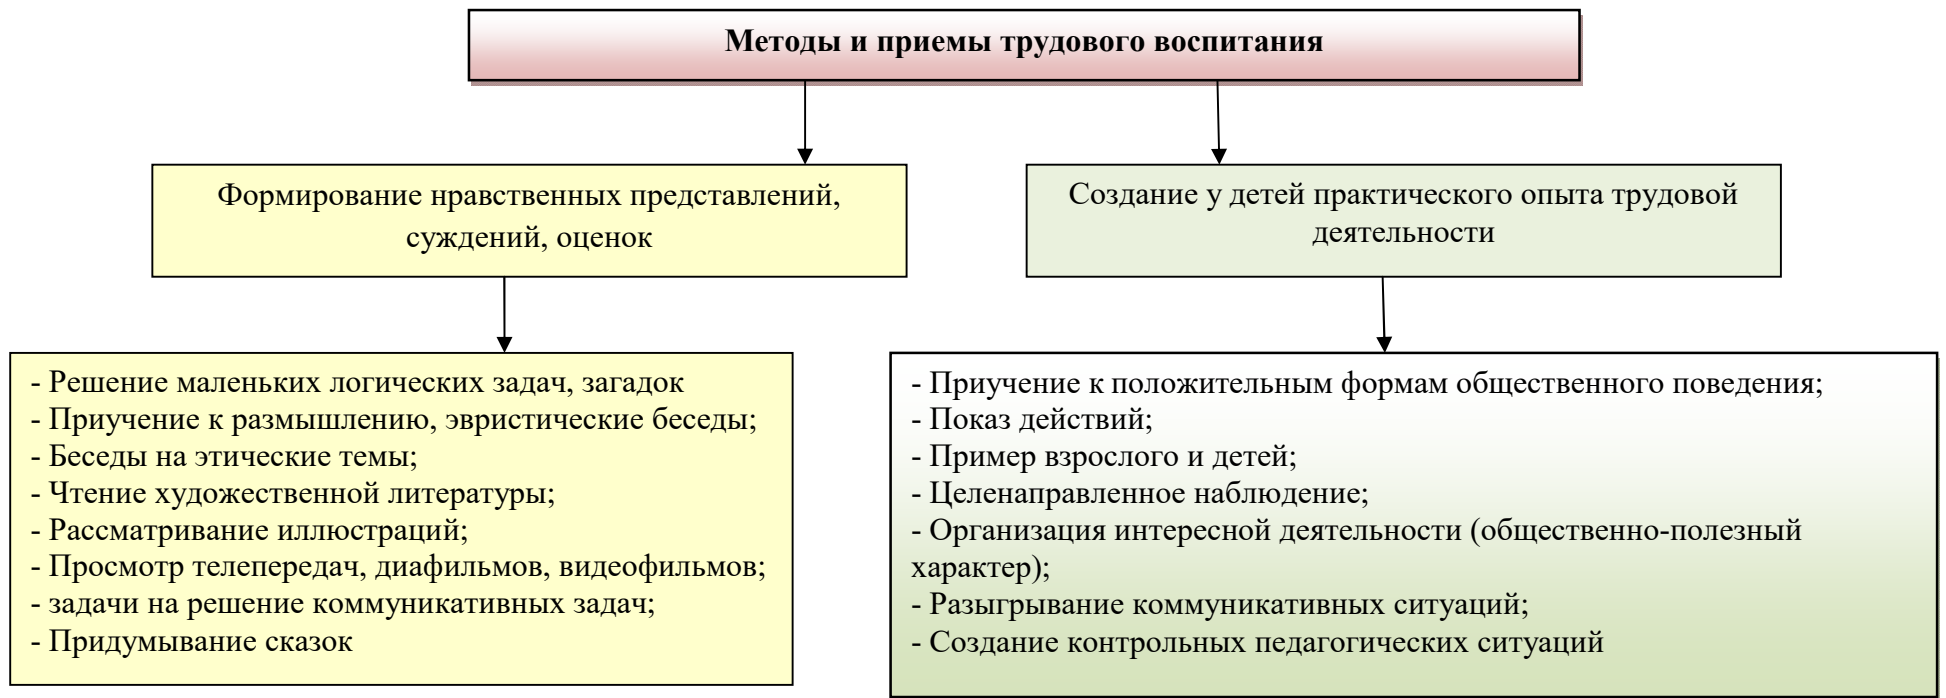 Методы и приемы трудового воспитания
Формирование нравственных представлений,
суждений, оценок
Создание у детей практического опыта трудовой
деятельности
- Решение маленьких логических задач, загадок
- Приучение к размышлению, эвристические беседы;
- Беседы на этические темы;
- Чтение художественной литературы;
- Рассматривание иллюстраций;
- Просмотр телепередач, диафильмов, видеофильмов;
- задачи на решение коммуникативных задач;
- Придумывание сказок
- Приучение к положительным формам общественного поведения;
- Показ действий;
- Пример взрослого и детей;
- Целенаправленное наблюдение;
- Организация интересной деятельности (общественно-полезный
характер);
- Разыгрывание коммуникативных ситуаций;
- Создание контрольных педагогических ситуаций